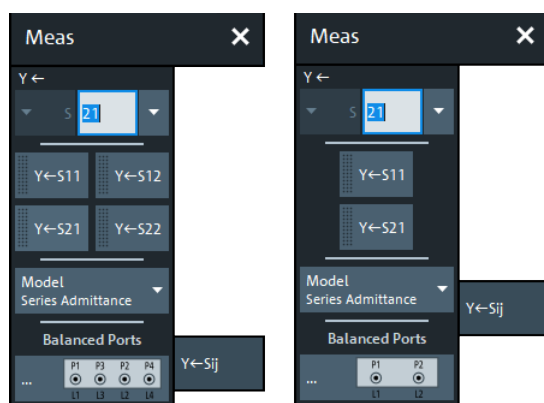 Meas ×
Y ←
S 21
Y←S11 Y←S12
Y←S21 Y←S22
Model
Series Admittance
Balanced Ports
... P1 P3 P2 P4
L1 L3 L2 L4
Y←Sij
Meas ×
Y ←
S 21
Y←S11
Y←S21
Model
Series Admittance
Balanced Ports
... P1 P2
L1 L2
Y←Sij